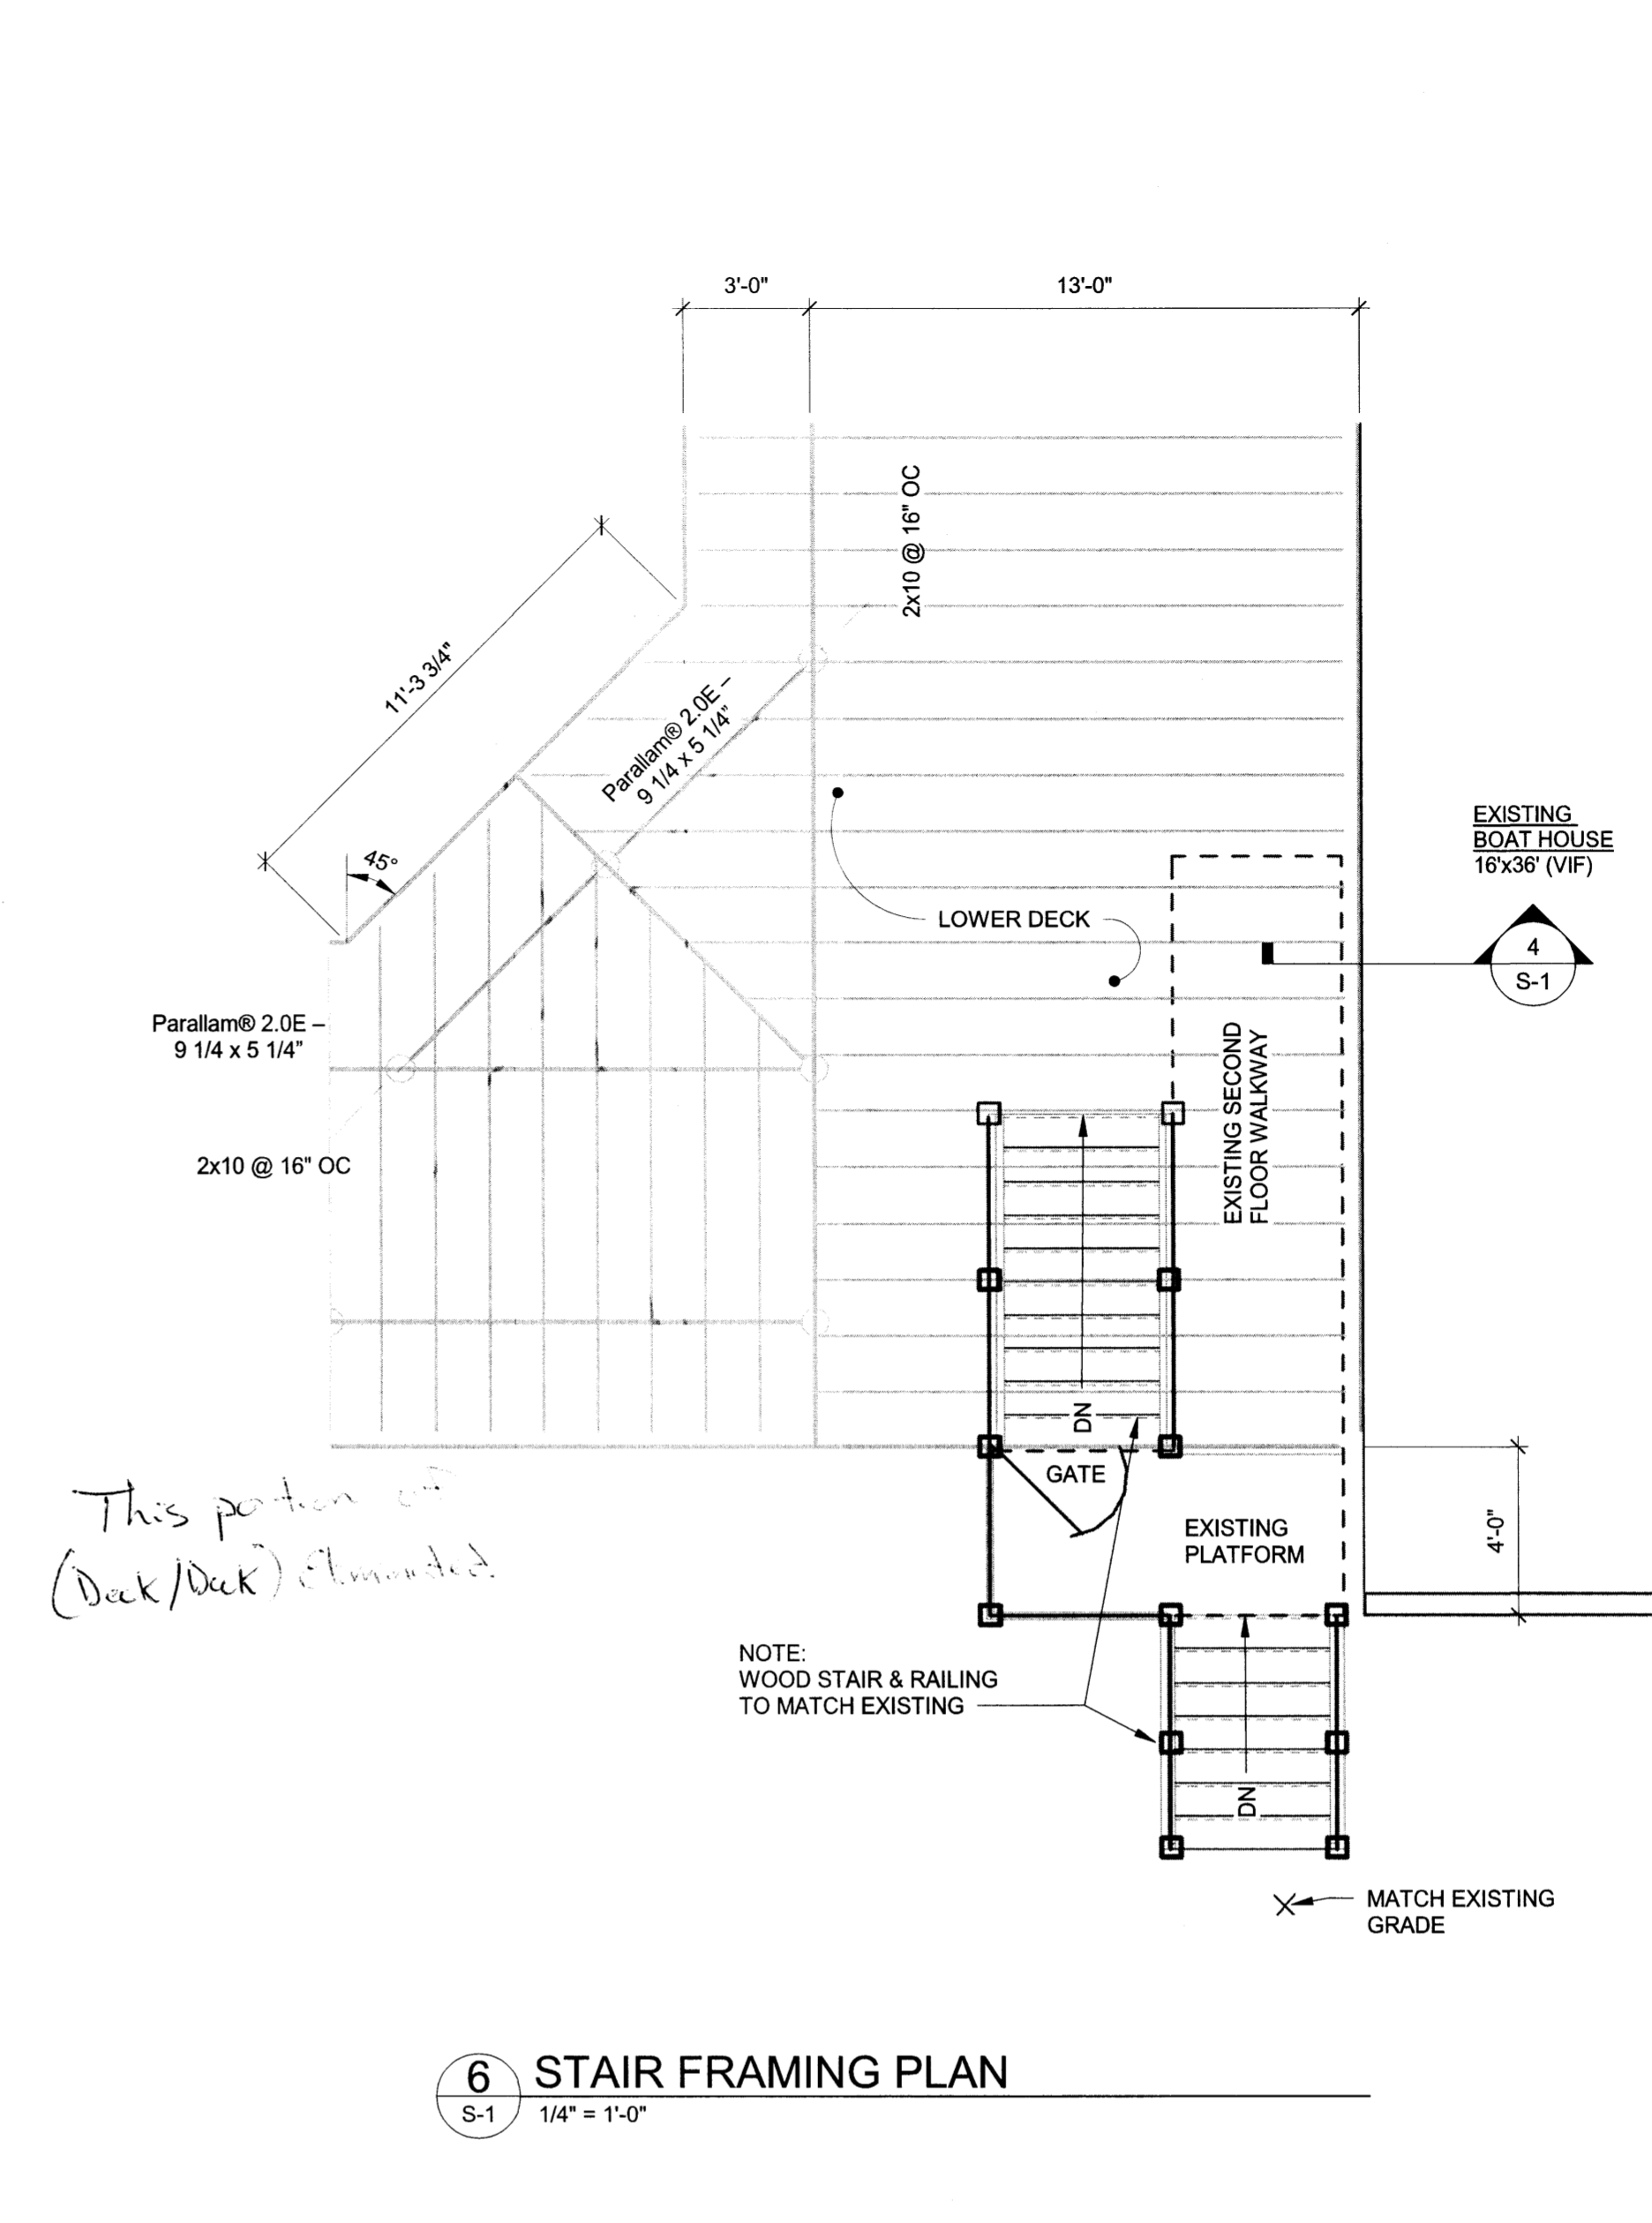 3'-0"
13'-0"
2x10 @ 16" OC
11'-3 3/4"
Parallam® 2.0E –
9 1/4 x 5 1/4"
45°
LOWER DECK
EXISTING
BOAT HOUSE
16'x36' (VIF)
4
S-1
Parallam® 2.0E –
9 1/4 x 5 1/4"
EXISTING SECOND
FLOOR WALKWAY
2x10 @ 16" OC
DN
GATE
This portion of
(Deck/Dock) Eliminated
EXISTING
PLATFORM
4'-0"
NOTE:
WOOD STAIR & RAILING
TO MATCH EXISTING
DN
MATCH EXISTING
GRADE
6
S-1
STAIR FRAMING PLAN
1/4" = 1'-0"